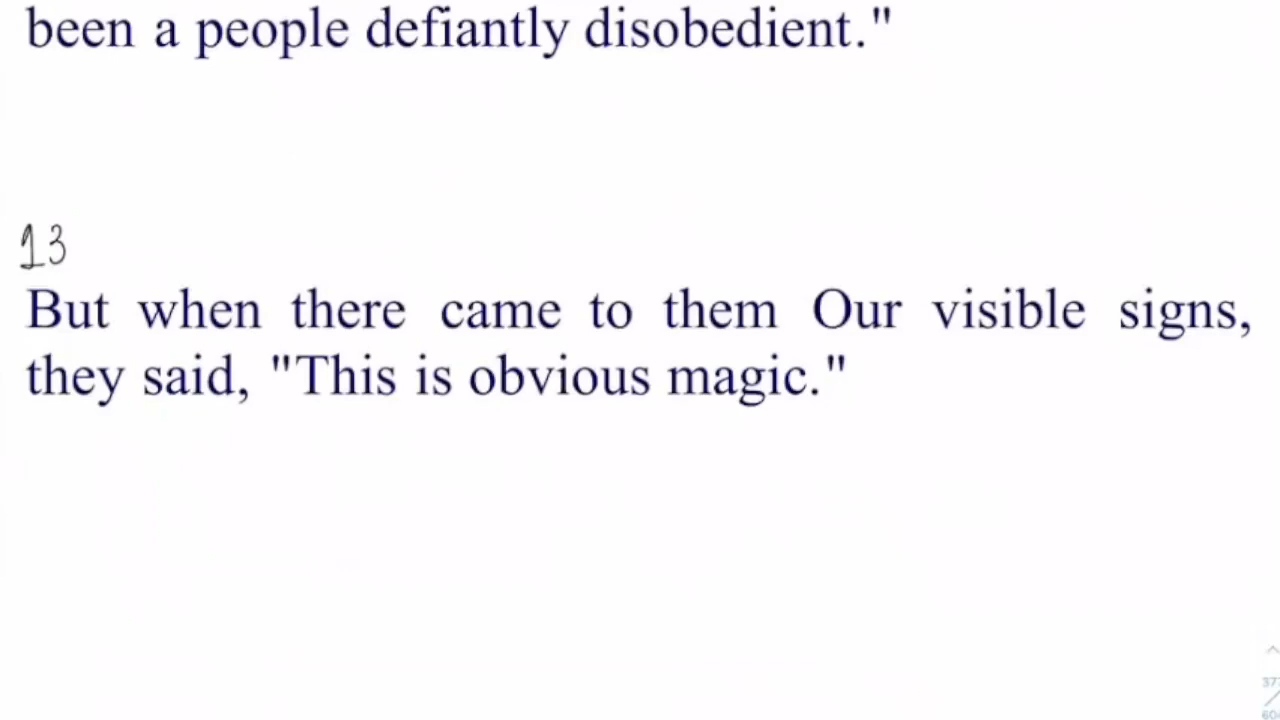 been a people defiantly disobedient."
13
But when there came to them Our visible signs,
they said, "This is obvious magic."